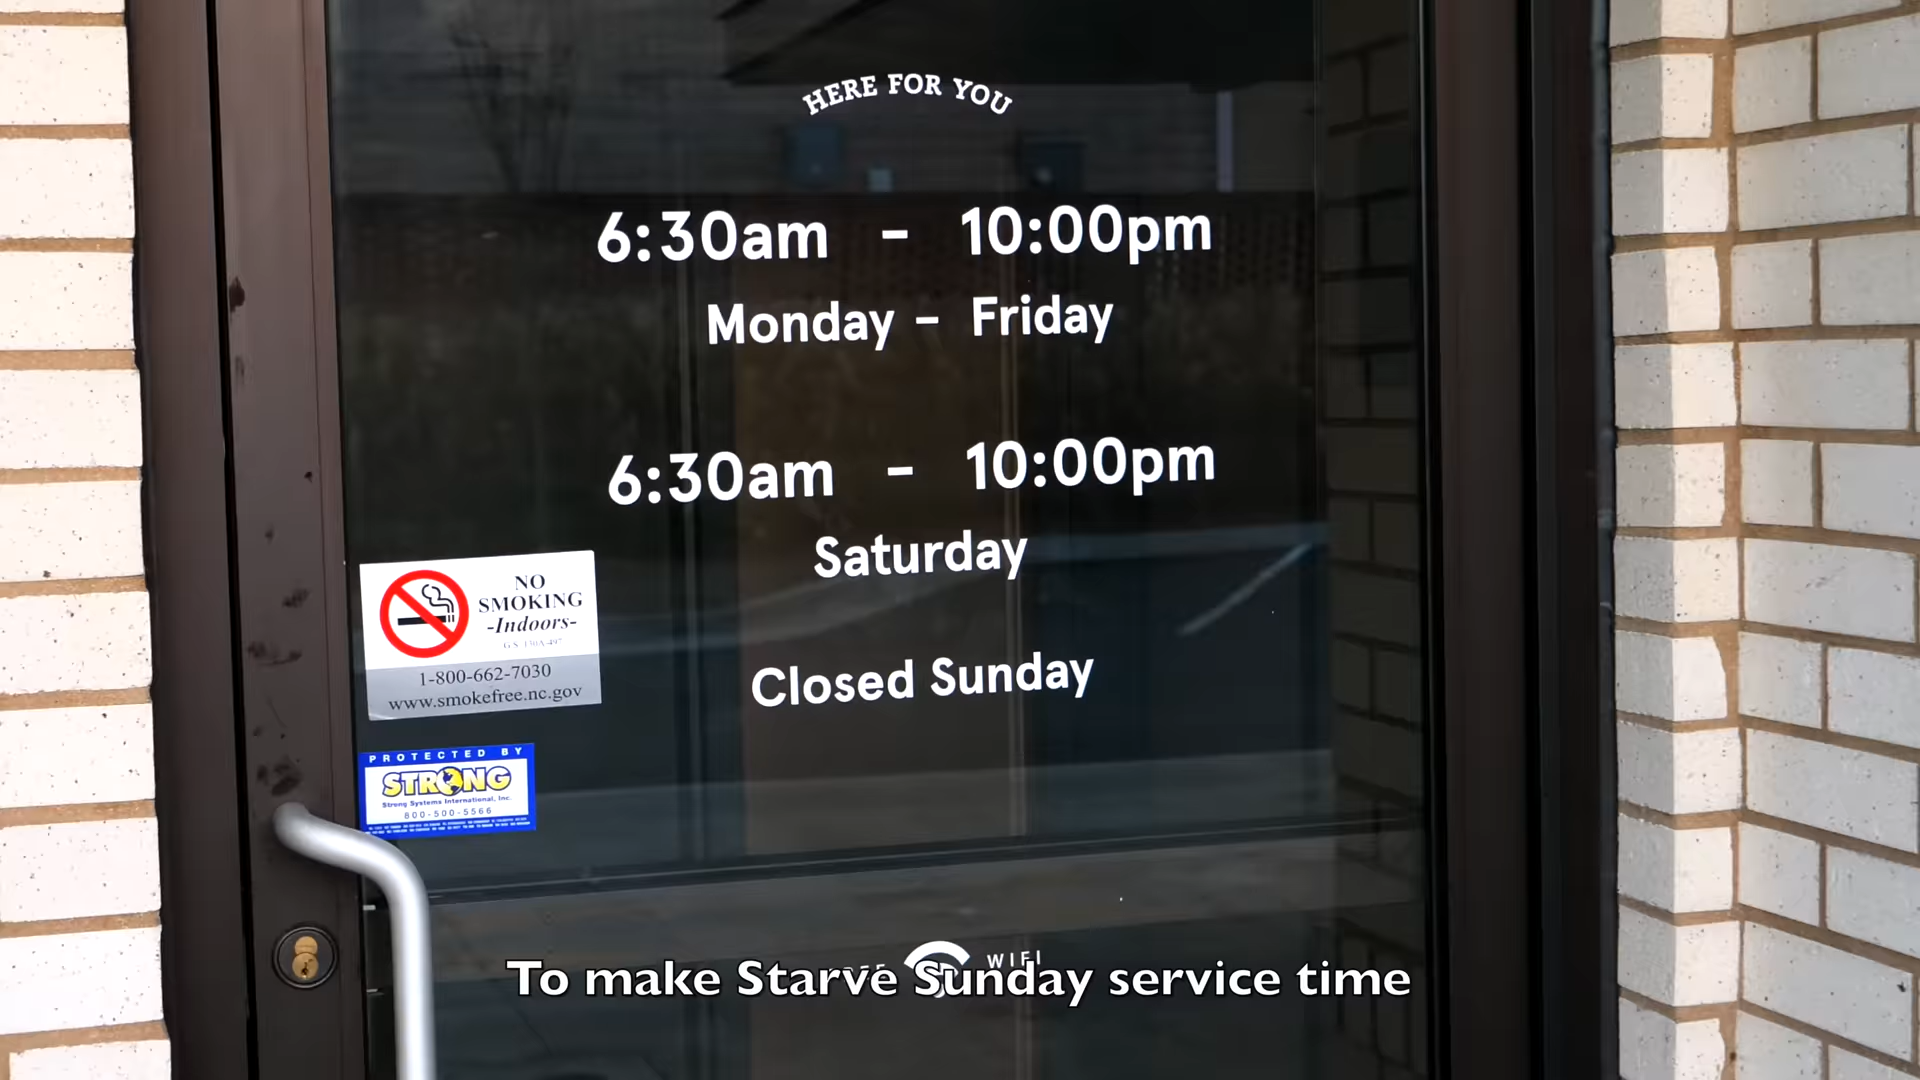 HERE FOR YOU
6:30am - 10:00pm
Monday - Friday
6:30am - 10:00pm
Saturday
Closed Sunday
NO
SMOKING
-Indoors-
1-800-662-7030
www.smokefree.nc.gov
PROTECTED BY
STRONG
Strong Systems International, Inc.
800-500-5566
WIFI
To make Starve Sunday service time